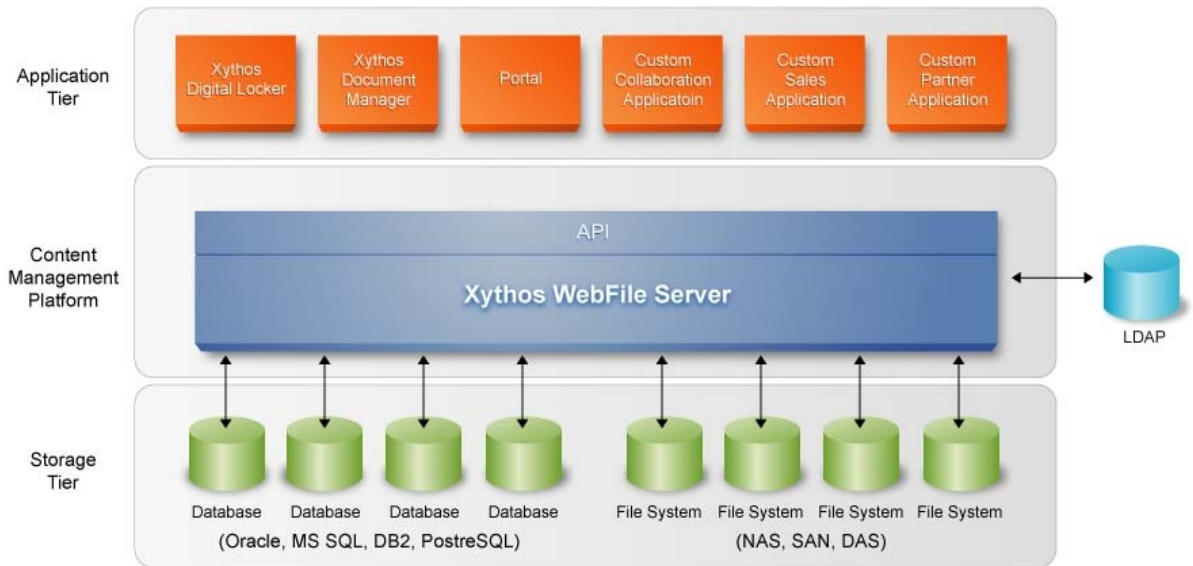 Application
Tier
Xythos
Digital Locker
Xythos
Document
Manager
Portal
Custom
Collaboration
Applicatoin
Custom
Sales
Application
Custom
Partner
Application
Content
Management
Platform
API
Xythos WebFile Server
LDAP
Storage
Tier
Database
Database
Database
Database
(Oracle, MS SQL, DB2, PostreSQL)
File System
File System
File System
File System
(NAS, SAN, DAS)